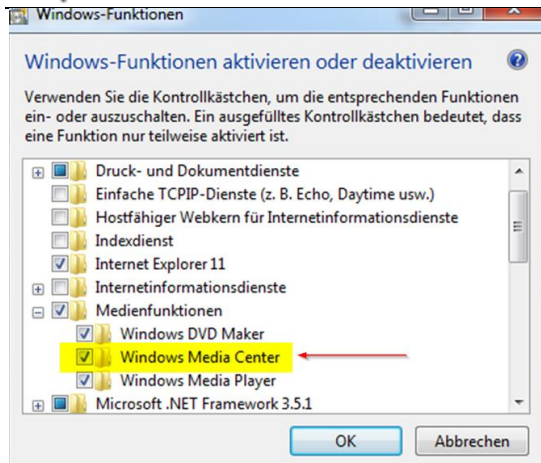 Windows-Funktionen
Windows-Funktionen aktivieren oder deaktivieren
Verwenden Sie die Kontrollkästchen, um die entsprechenden Funktionen
ein- oder auszuschalten. Ein ausgefülltes Kontrollkästchen bedeutet, dass
eine Funktion nur teilweise aktiviert ist.
Druck- und Dokumentdienste
Einfache TCPIP-Dienste (z. B. Echo, Daytime usw.)
Hostfähiger Webkern für Internetinformationsdienste
Indexdienst
Internet Explorer 11
Internetinformationsdienste
Medienfunktionen
Windows DVD Maker
Windows Media Center
Windows Media Player
Microsoft .NET Framework 3.5.1
OK
Abbrechen